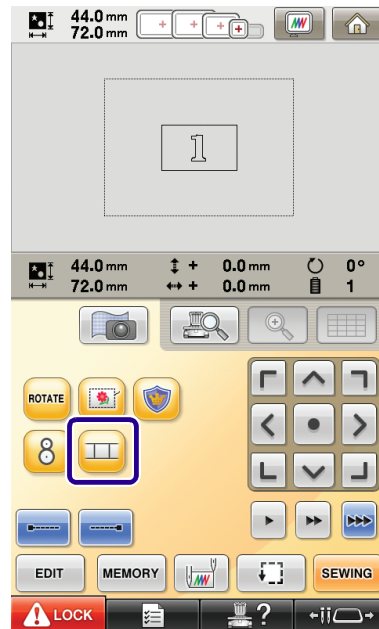 44.0 mm
72.0 mm
1
44.0 mm + 0.0 mm 0°
72.0 mm + 0.0 mm 1
ROTATE
8
EDIT MEMORY SEWING
LOCK ?